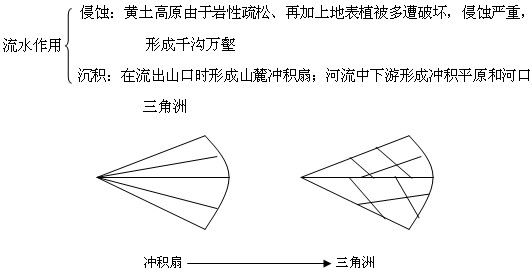 侵蚀：黄土高原由于岩性疏松、再加上地表植被多遭破坏，侵蚀严重，
形成千沟万壑
流水作用
沉积：在流出山口时形成山麓冲积扇；河流中下游形成冲积平原和河口
三角洲
冲积扇 三角洲